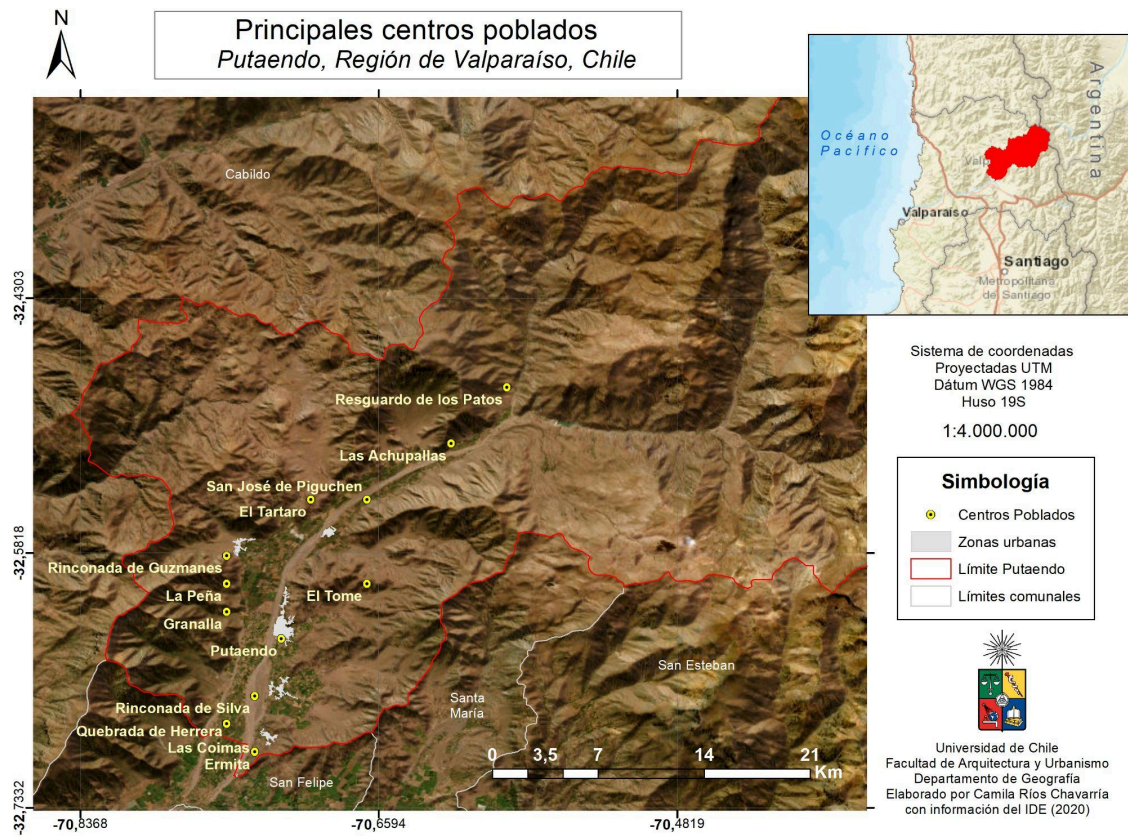 N
Principales centros poblados
Putaendo, Región de Valparaíso, Chile
Argentina
Océano
Pacífico
Valp
Valparaíso
Santiago
Metropolitana
de Santiago
Cabildo
-32,4303
Resguardo de los Patos
Las Achupallas
San José de Piguchen
El Tartaro
-32,5818
Rinconada de Guzmanes
La Peña
El Tome
Granalla
Putaendo
San Esteban
Santa
María
Rinconada de Silva
Quebrada de Herrera
Las Coimas
Ermita
San Felipe
0 3,5 7 14 21
Km
-32,7332
-70,8368 -70,6594 -70,4819
Sistema de coordenadas
Proyectadas UTM
Dátum WGS 1984
Huso 19S
1:4.000.000
Simbología
Centros Poblados
Zonas urbanas
Límite Putaendo
Límites comunales
Universidad de Chile
Facultad de Arquitectura y Urbanismo
Departamento de Geografía
Elaborado por Camila Ríos Chavarría
con información del IDE (2020)